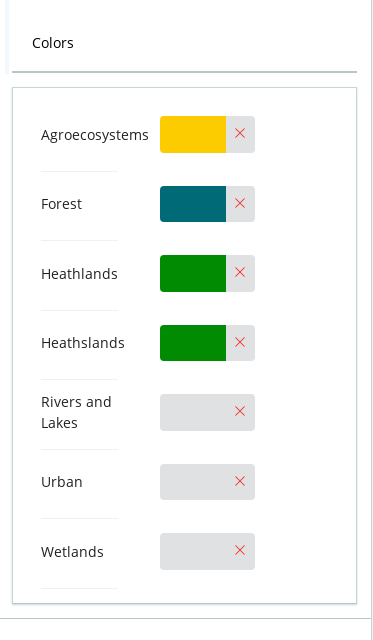 Colors
Agroecosystems
Forest
Heathlands
Heathslands
Rivers and
Lakes
Urban
Wetlands